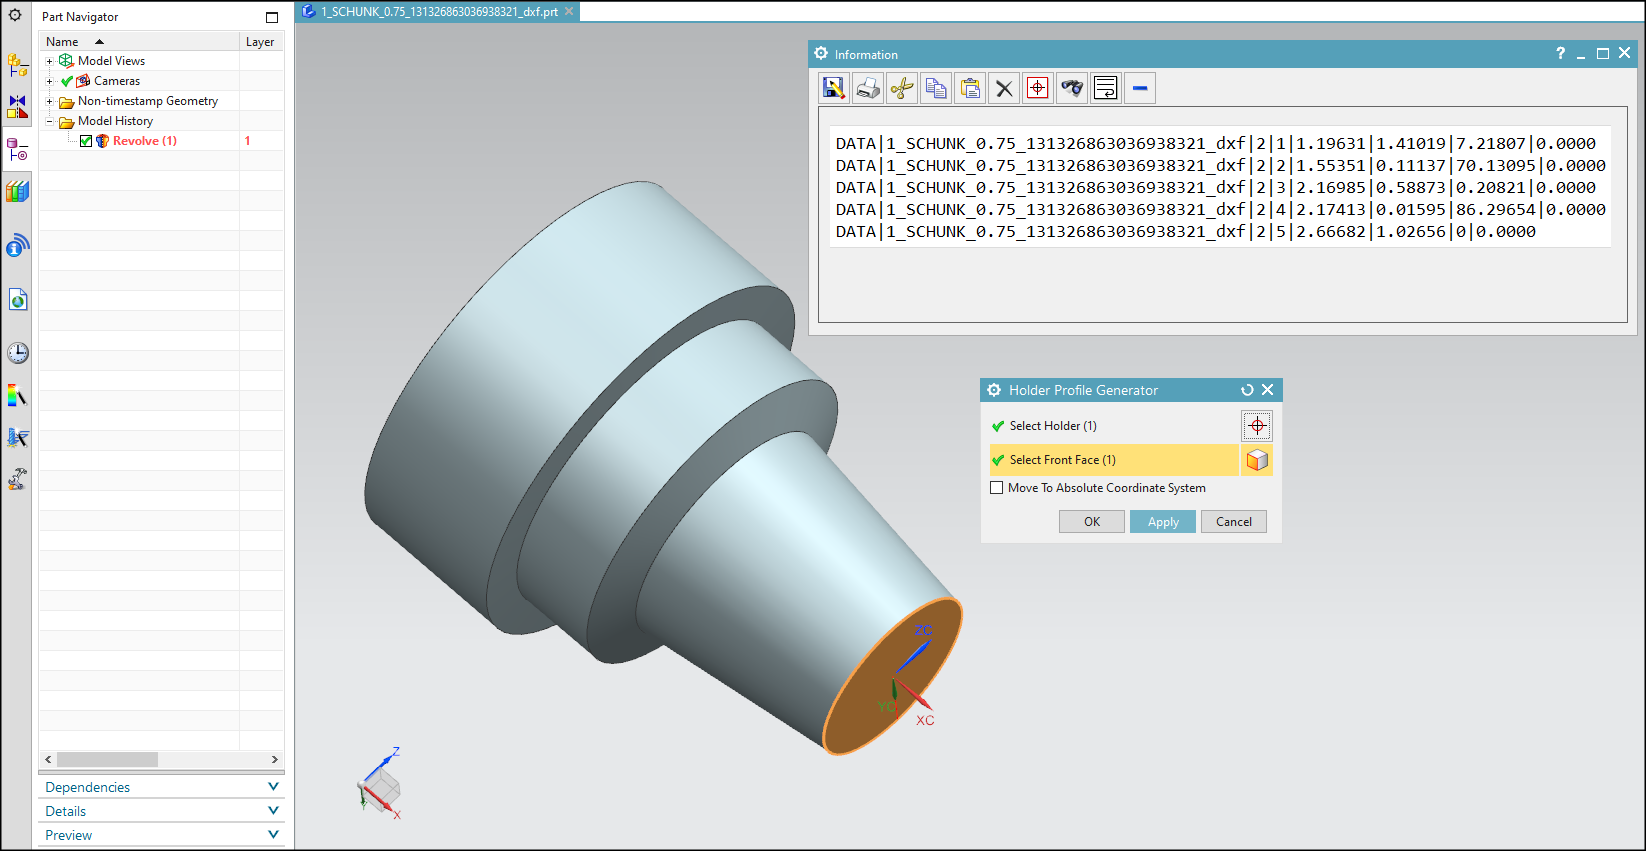 Part Navigator
Name
Layer
Model Views
Cameras
Non-timestamp Geometry
Model History
Revolve (1)
1
Dependencies
Details
Preview
1_SCHUNK_0.75_131326863036938321_dxf.prt
Information
?
DATA|1_SCHUNK_0.75_131326863036938321_dxf|2|1|1.19631|1.41019|7.21807|0.0000
DATA|1_SCHUNK_0.75_131326863036938321_dxf|2|2|1.55351|0.11137|70.13095|0.0000
DATA|1_SCHUNK_0.75_131326863036938321_dxf|2|3|2.16985|0.58873|0.20821|0.0000
DATA|1_SCHUNK_0.75_131326863036938321_dxf|2|4|2.17413|0.01595|86.29654|0.0000
DATA|1_SCHUNK_0.75_131326863036938321_dxf|2|5|2.66682|1.02656|0|0.0000
Holder Profile Generator
Select Holder (1)
Select Front Face (1)
Move To Absolute Coordinate System
OK
Apply
Cancel
ZC
YC
XC
Z
Y
X